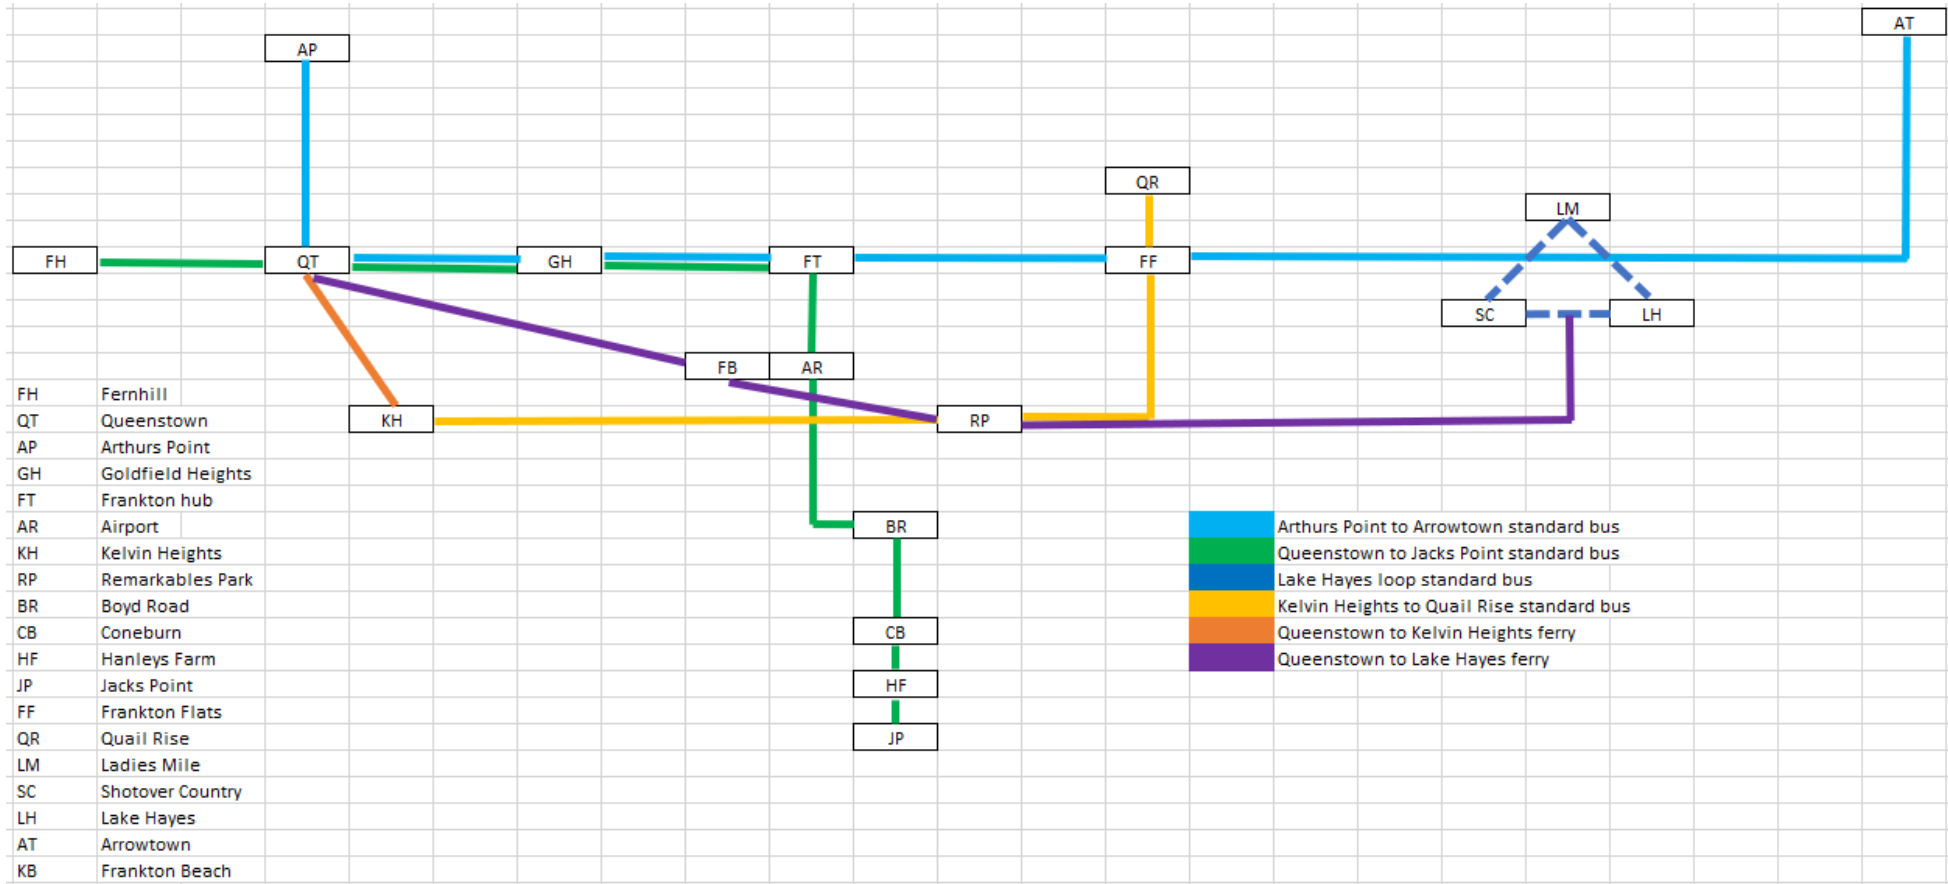 AT
AP
QR
LM
FH QT GH FT FF
SC LH
FB AR
FH Fernhill
KH RP
QT Queenstown
AP Arthurs Point
GH Goldfield Heights
FT Frankton hub
AR Airport
BR
Arthurs Point to Arrowtown standard bus
KH Kelvin Heights
Queenstown to Jacks Point standard bus
RP Remarkables Park
Lake Hayes loop standard bus
BR Boyd Road
Kelvin Heights to Quail Rise standard bus
CB Coneburn
CB
Queenstown to Kelvin Heights ferry
HF Hanleys Farm
Queenstown to Lake Hayes ferry
JP Jacks Point
HF
FF Frankton Flats
QR Quail Rise
JP
LM Ladies Mile
SC Shotover Country
LH Lake Hayes
AT Arrowtown
KB Frankton Beach